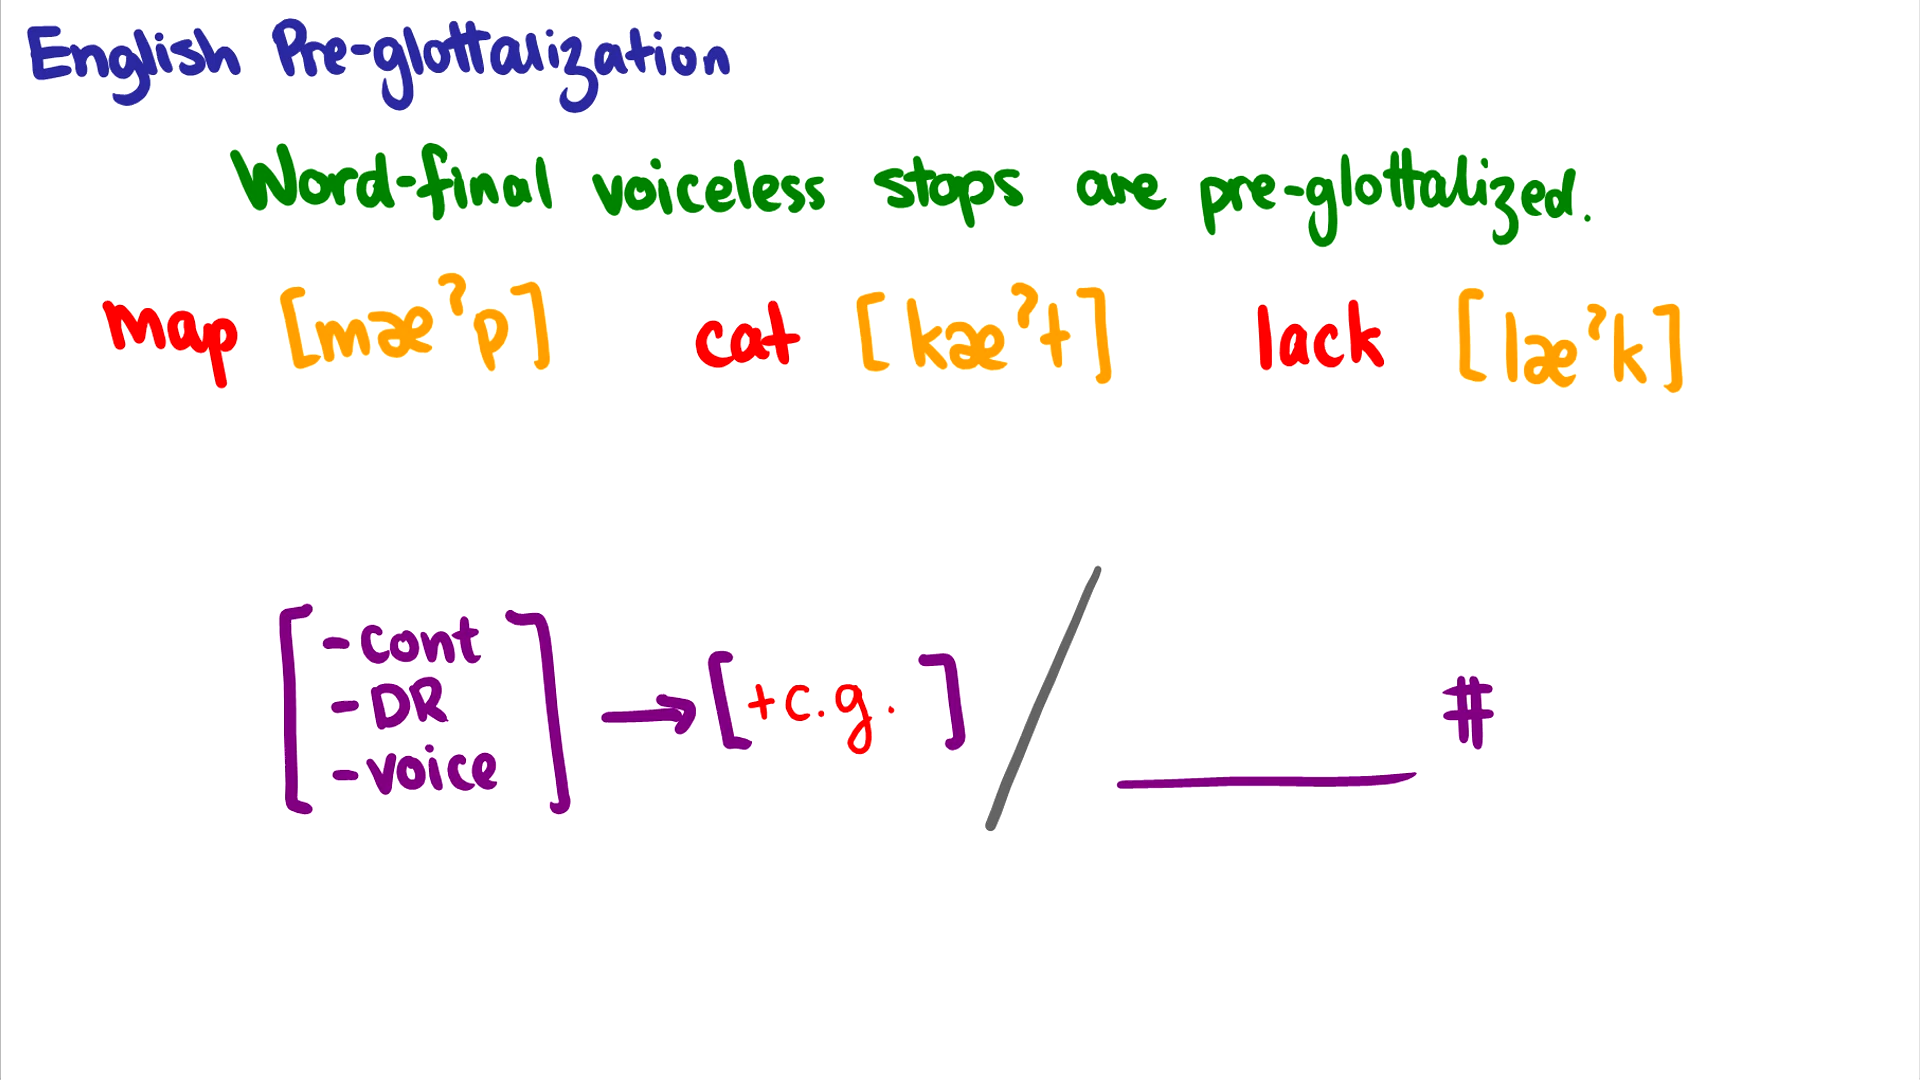 English Pre-glottalization
Word-final voiceless stops are pre-glottalized.
map [mæˀp] cat [kæˀt] lack [læˀk]
[-cont
-DR
-voice] → [+c.g.] / ____ #